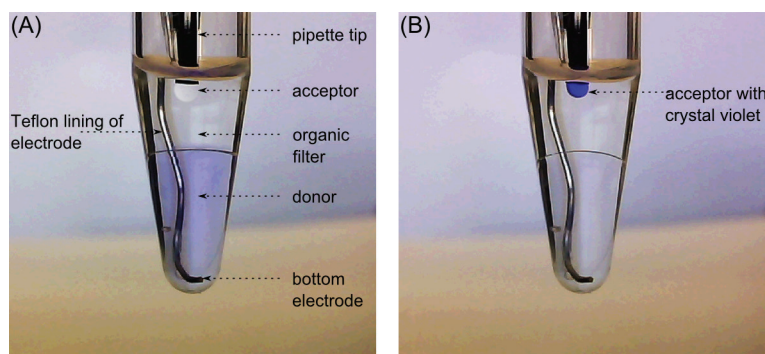 (A)
pipette tip
acceptor
Teflon lining of
electrode
organic
filter
donor
bottom
electrode
(B)
acceptor with
crystal violet